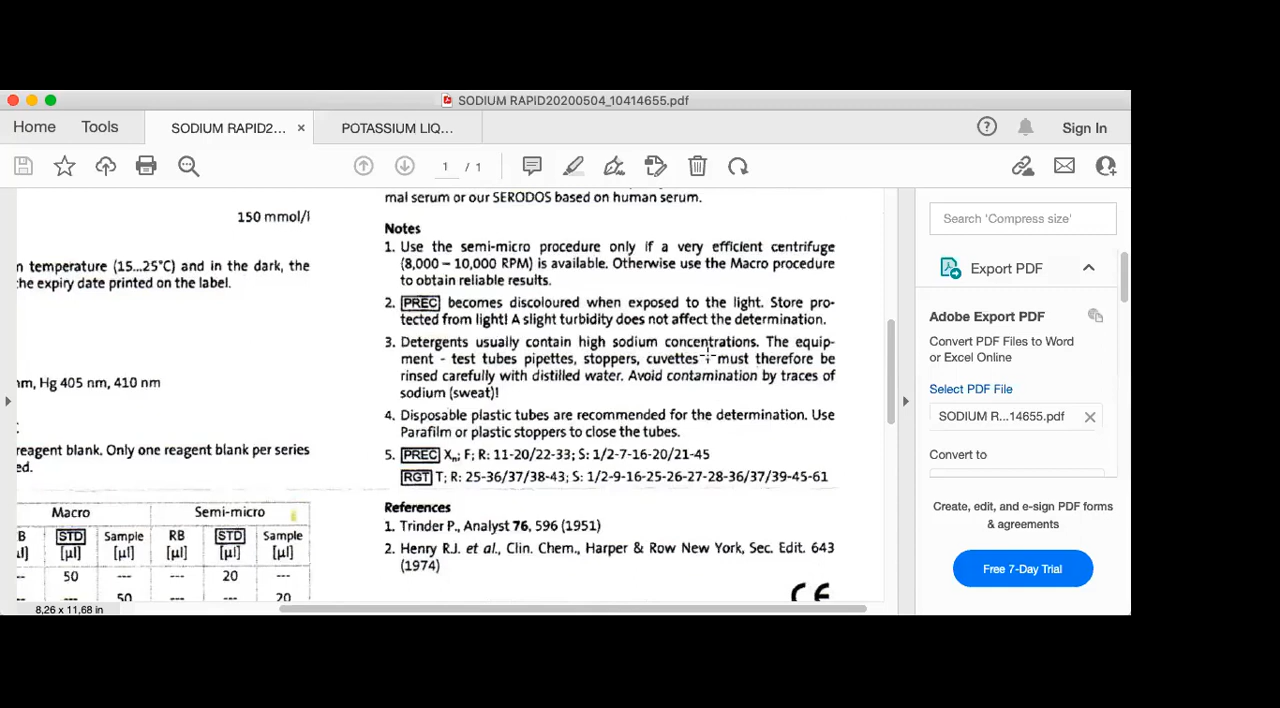 SODIUM RAPID20200504_10414655.pdf
Home Tools SODIUM RAPID2... × POTASSIUM LIQ... Sign In
1 / 1
mal serum or our SERODOS based on human serum.
150 mmol/l
Notes
1. Use the semi-micro procedure only if a very efficient centrifuge
(8,000 – 10,000 RPM) is available. Otherwise use the Macro procedure
to obtain reliable results.
2. PREC becomes discoloured when exposed to the light. Store pro-
tected from light! A slight turbidity does not affect the determination.
3. Detergents usually contain high sodium concentrations. The equip-
ment - test tubes pipettes, stoppers, cuvettes - must therefore be
rinsed carefully with distilled water. Avoid contamination by traces of
sodium (sweat)!
4. Disposable plastic tubes are recommended for the determination. Use
Parafilm or plastic stoppers to close the tubes.
5. PREC Xn; F; R: 11-20/22-33; S: 1/2-7-16-20/21-45
RGT T; R: 25-36/37/38-43; S: 1/2-9-16-25-26-27-28-36/37/39-45-61
References
1. Trinder P., Analyst 76, 596 (1951)
2. Henry R.J. et al., Clin. Chem., Harper & Row New York, Sec. Edit. 643
(1974)
CE
n temperature (15...25°C) and in the dark, the
the expiry date printed on the label.
nm, Hg 405 nm, 410 nm
reagent blank. Only one reagent blank per series
ed.
Macro Semi-micro
B STD Sample RB STD Sample
[µl] [µl] [µl] [µl] [µl]
--- 50 --- --- 20 ---
--- --- 50 --- --- 20
8,26 x 11,68 in
Search 'Compress size'
Export PDF
Adobe Export PDF
Convert PDF Files to Word
or Excel Online
Select PDF File
SODIUM R...14655.pdf
Convert to
Create, edit, and e-sign PDF forms
& agreements
Free 7-Day Trial